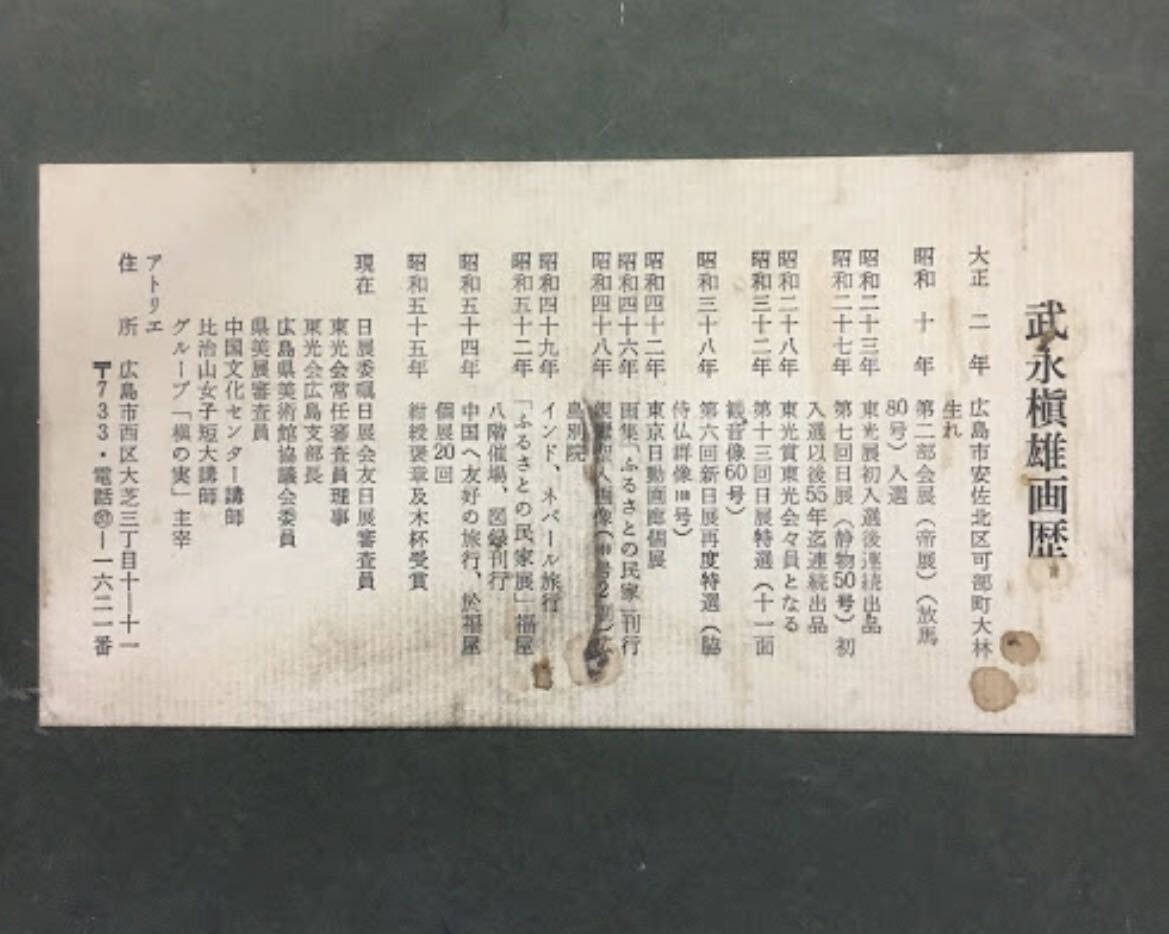 武永槇雄画歴
大正二年 広島市安佐北区可部町大林
生れ
昭和十年 第二部会展（帝展）（放馬
80号）入選
昭和二十三年 東光展初入選後連続出品
昭和二十七年 第七回日展（静物50号）初
入選以後55年迄連続出品
昭和二十八年 東光賞東光会々員となる
昭和三十二年 第十三回日展特選（十一面
観音像60号）
昭和三十八年 第六回新日展再度特選（脇
侍仏群像100号）
昭和四十二年 東京日動画廊個展
昭和四十六年 画集「ふるさとの民家」刊行
昭和四十八年
別院
昭和四十九年 インド、ネパール旅行
昭和五十二年 「ふるさとの民家展」福屋
八階催場、図録刊行
昭和五十四年 中国へ友好の旅行、於福屋
個展20回
昭和五十五年 紺綬褒章及木杯受賞
現在 日展委嘱日展会友日展審査員
東光会常任審査員理事
東光会広島支部長
広島県美術館協議会委員
県美展審査員
中国文化センター講師
比治山女子短大講師
グループ「槇の実」主宰
アトリエ
住所 広島市西区大芝三丁目十一十一
〒733・電話 一六二一番